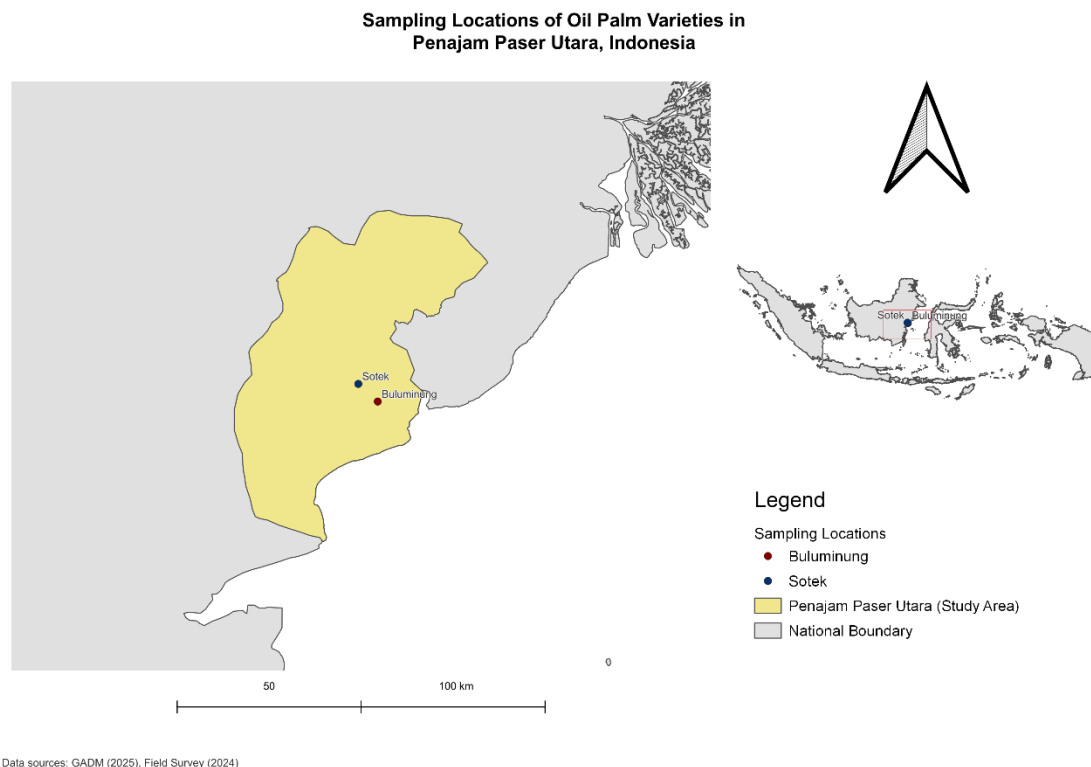 Sampling Locations of Oil Palm Varieties in
Penajam Paser Utara, Indonesia
Sotek
Buluminung
Sotek
Buluminung
Legend
Sampling Locations
Buluminung
Sotek
Penajam Paser Utara (Study Area)
National Boundary
50
100 km
Data sources: GADM (2025), Field Survey (2024)